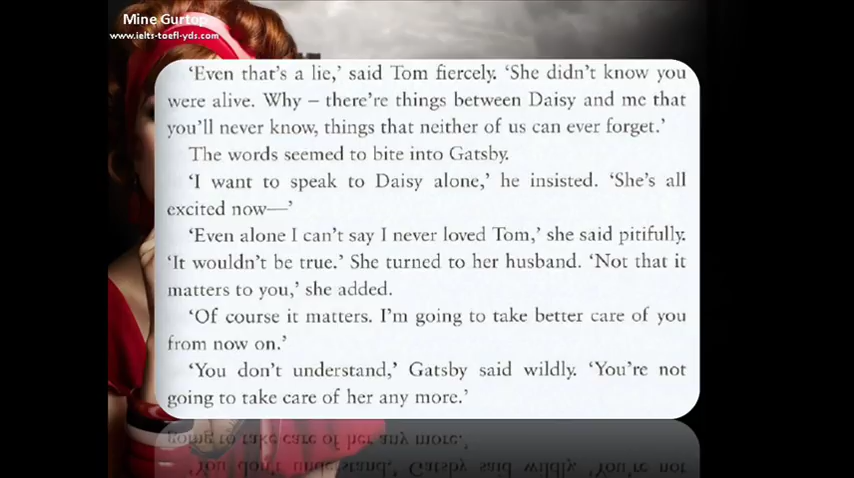 Mine Gurtop
www.ielts-toefl-yds.com
‘Even that’s a lie,’ said Tom fiercely. ‘She didn’t know you
were alive. Why – there’re things between Daisy and me that
you’ll never know, things that neither of us can ever forget.’
The words seemed to bite into Gatsby.
‘I want to speak to Daisy alone,’ he insisted. ‘She’s all
excited now—’
‘Even alone I can’t say I never loved Tom,’ she said pitifully.
‘It wouldn’t be true.’ She turned to her husband. ‘Not that it
matters to you,’ she added.
‘Of course it matters. I’m going to take better care of you
from now on.’
‘You don’t understand,’ Gatsby said wildly. ‘You’re not
going to take care of her any more.’